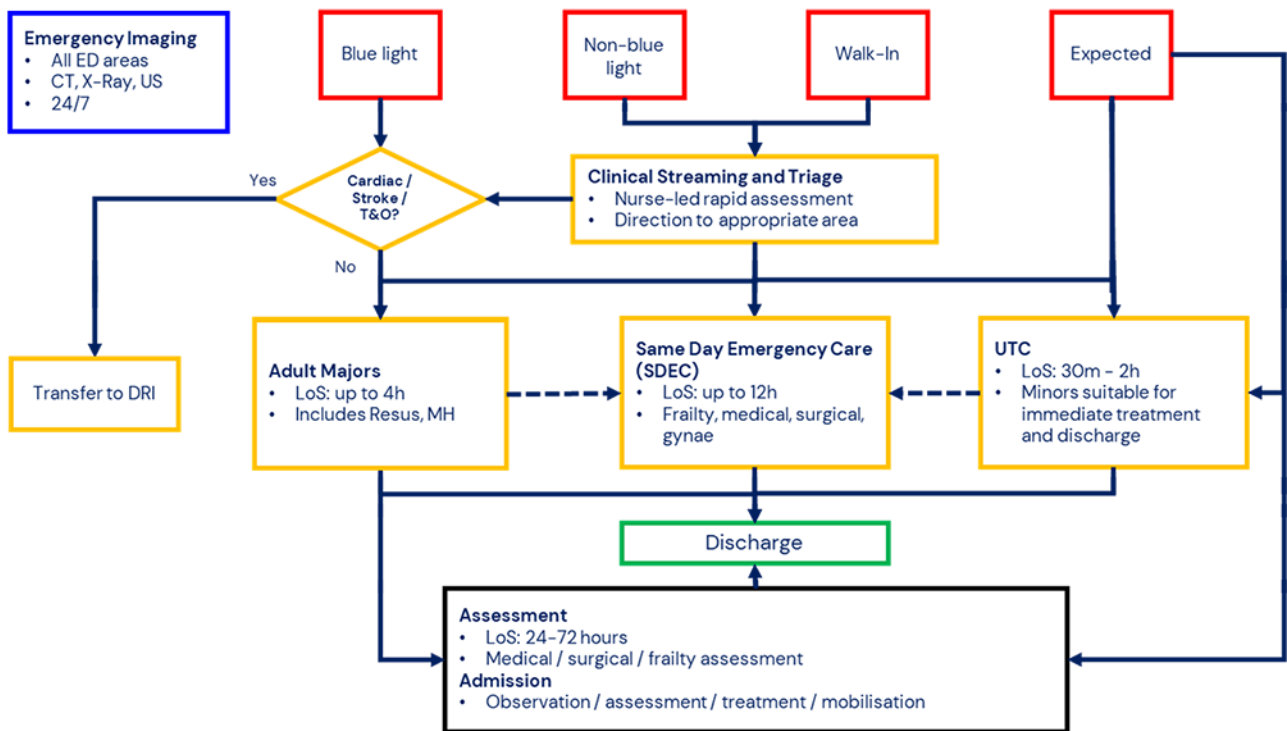 Emergency Imaging
• All ED areas
• CT, X-Ray, US
• 24/7
Blue light
Non-blue
light
Walk-In
Expected
Yes
Cardiac /
Stroke /
T&O?
Clinical Streaming and Triage
• Nurse-led rapid assessment
• Direction to appropriate area
No
Transfer to DRI
Adult Majors
• LoS: up to 4h
• Includes Resus, MH
Same Day Emergency Care
(SDEC)
• LoS: up to 12h
• Frailty, medical, surgical,
gynae
UTC
• LoS: 30m - 2h
• Minors suitable for
immediate treatment
and discharge
Discharge
Assessment
• LoS: 24-72 hours
• Medical / surgical / frailty assessment
Admission
• Observation / assessment / treatment / mobilisation